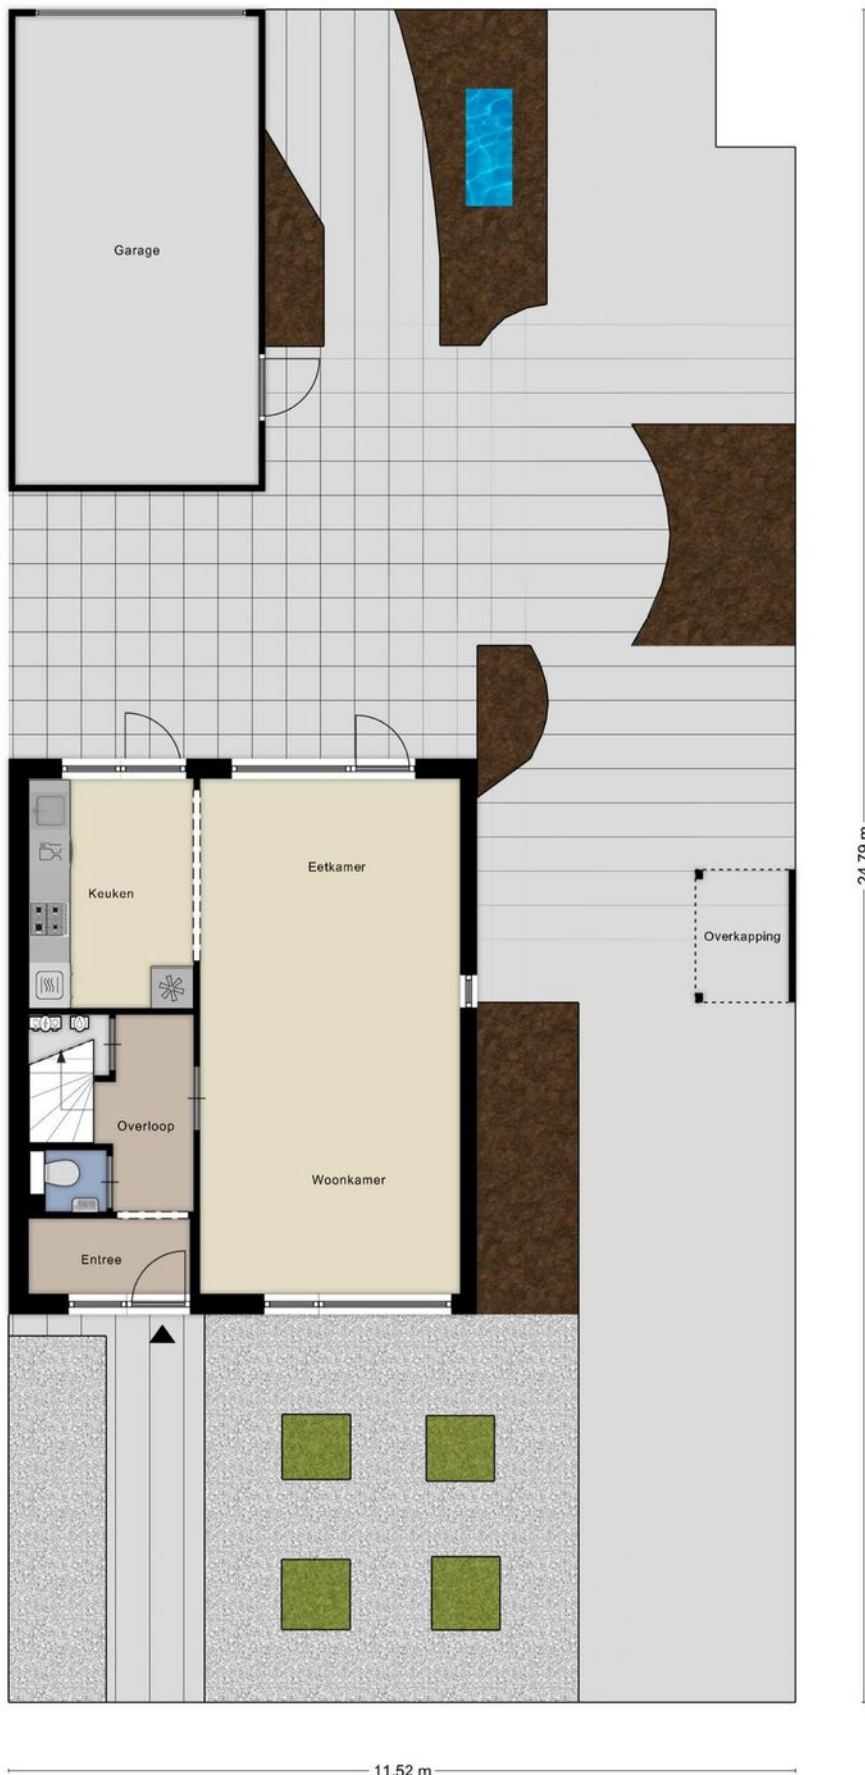 Garage
Eetkamer
Keuken
24.79 m
Overkapping
Overloop
Woonkamer
Entree
11.52 m